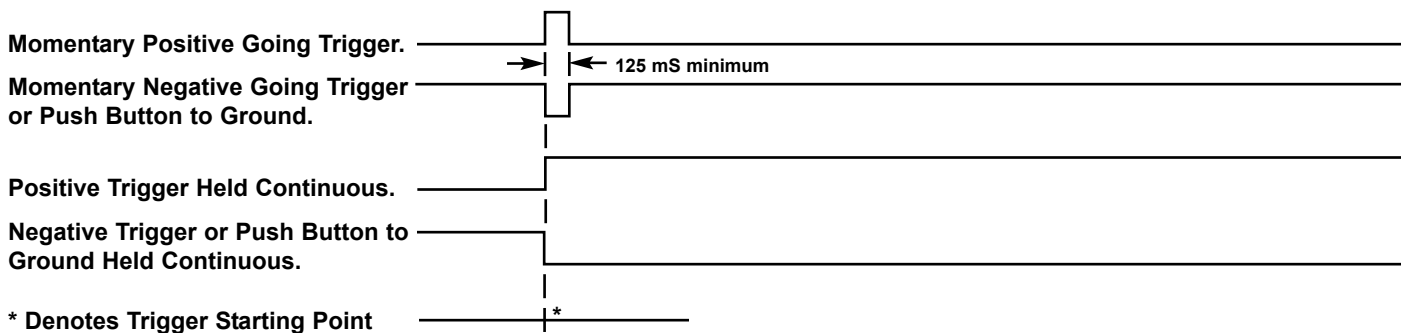 Momentary Positive Going Trigger.
125 mS minimum
Momentary Negative Going Trigger
or Push Button to Ground.
Positive Trigger Held Continuous.
Negative Trigger or Push Button to
Ground Held Continuous.
*
* Denotes Trigger Starting Point